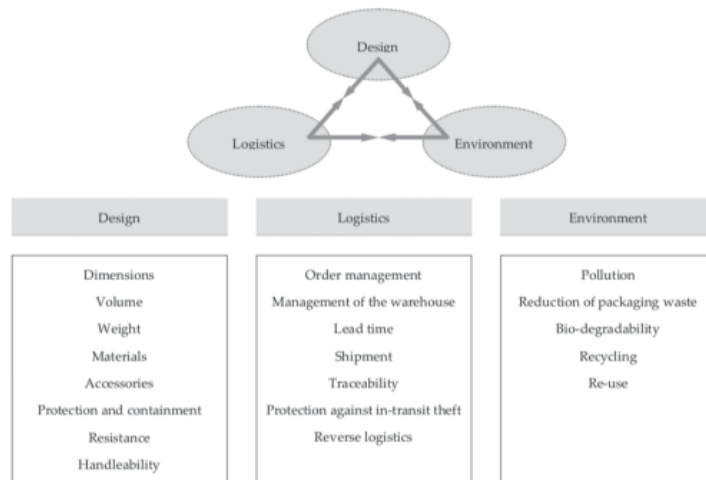 Design
Logistics
Environment
Design
Logistics
Environment
Dimensions
Volume
Weight
Materials
Accessories
Protection and containment
Resistance
Handleability
Order management
Management of the warehouse
Lead time
Shipment
Traceability
Protection against in-transit theft
Reverse logistics
Pollution
Reduction of packaging waste
Bio-degradability
Recycling
Re-use